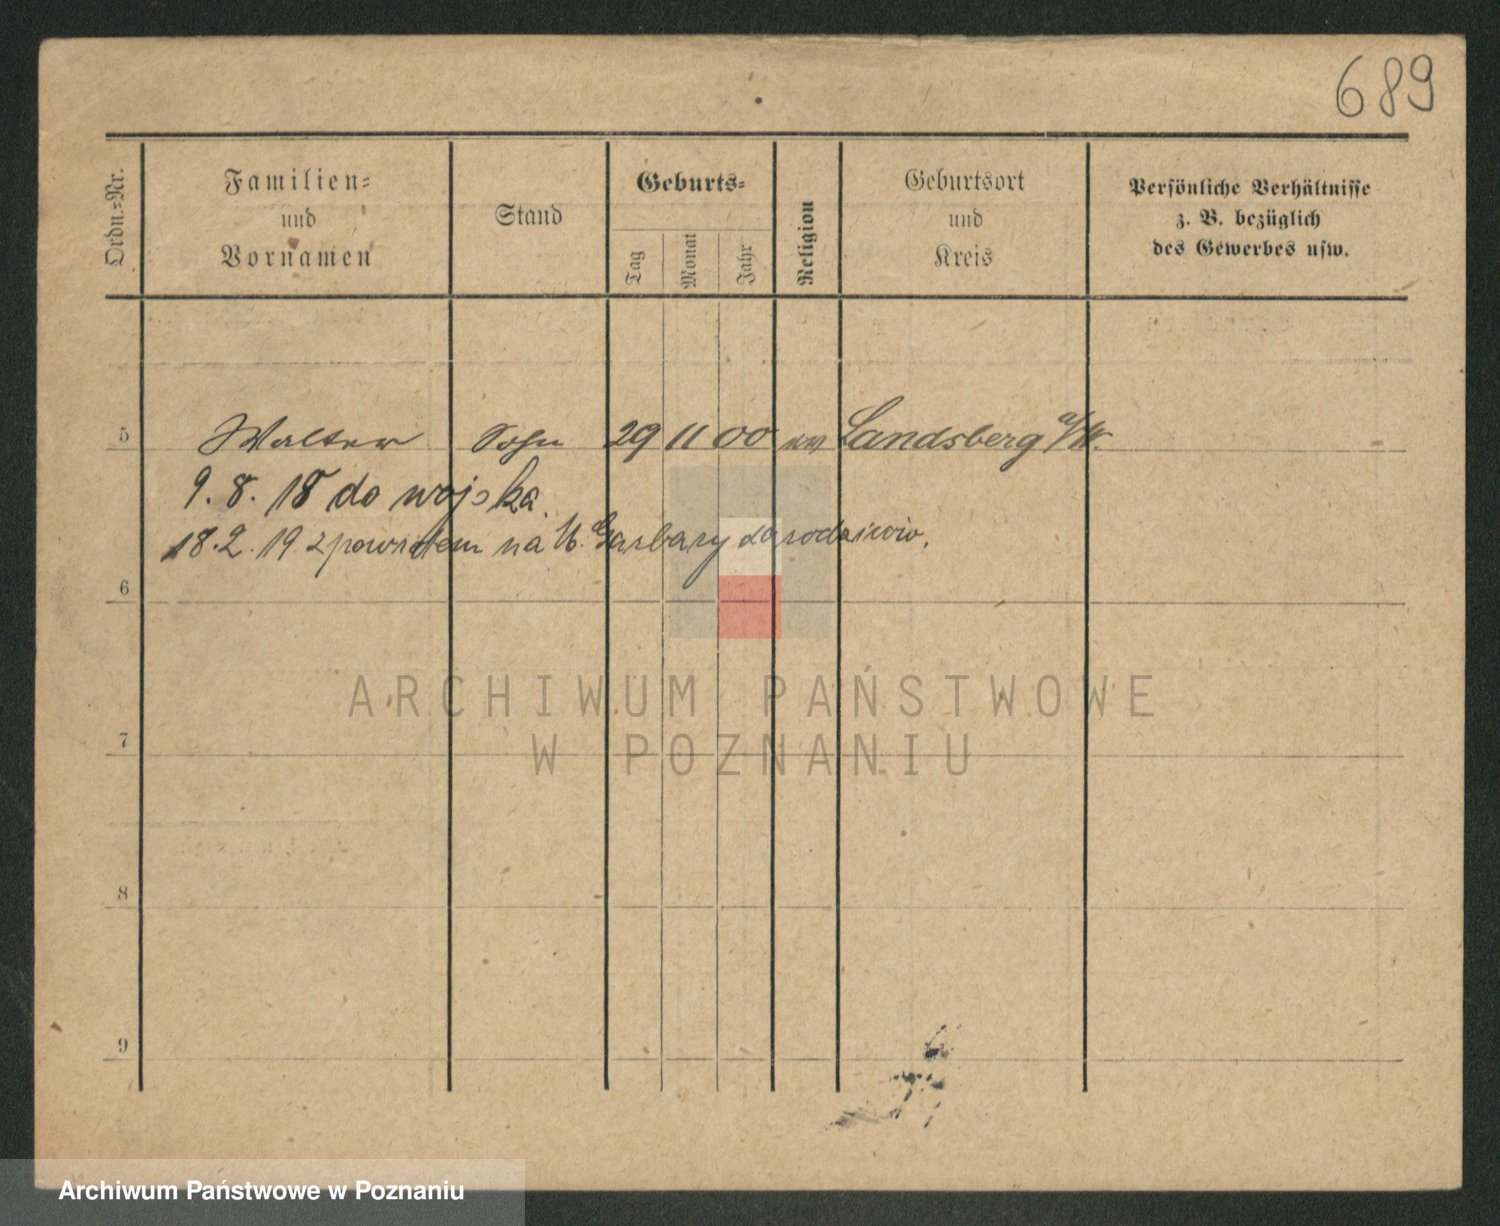 689
Ordn.=Nr.
Familien= und Vornamen
Stand
Geburts=
Tag
Monat
Jahr
Religion
Geburtsort und Kreis
Persönliche Verhältnisse z. B. bezüglich des Gewerbes usw.
5 Walter Sohn 29 11 00 Landsberg a/W.
9. 8. 18 do wojska.
18. 2. 19 z powrotem na W. Garbary do rodziców.
6
7
8
9
ARCHIWUM PAŃSTWOWE
W POZNANIU
Archiwum Państwowe w Poznaniu